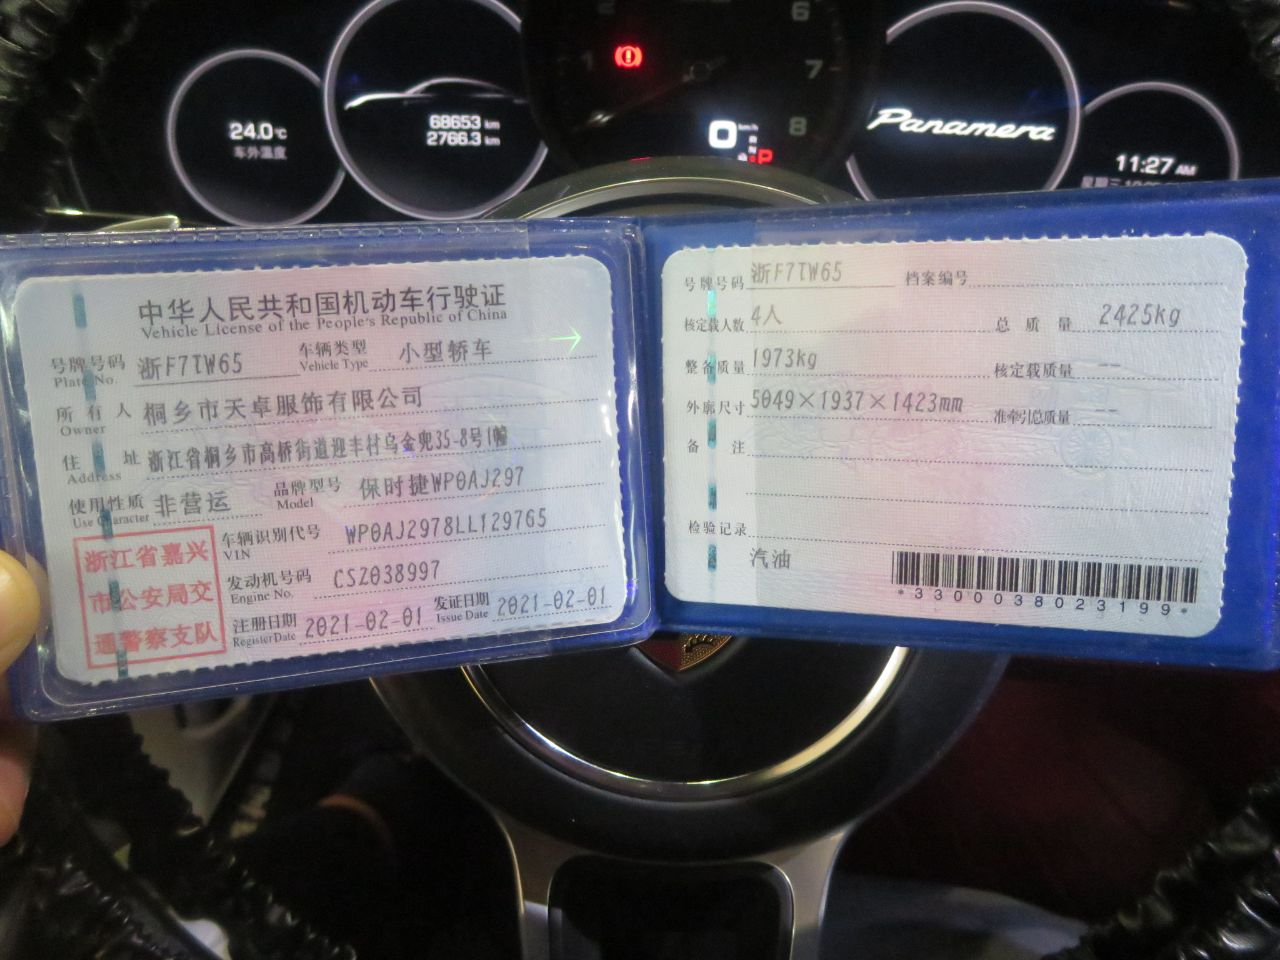 2
6
1
7
8
24.0℃
车外温度
68653 km
2766.3 km
0 km/h
R
N
P
Panamera
11:27 AM
中华人民共和国机动车行驶证
Vehicle License of the People's Republic of China
号牌号码 浙F7TW65 车辆类型 小型轿车
Plate No. Vehicle Type
所有人 桐乡市天卓服饰有限公司
Owner
住址 浙江省桐乡市高桥街道迎丰村乌金兜35-8号1幢
Address
使用性质 非营运 品牌型号 保时捷WP0AJ297
Use Character Model
浙江省嘉兴
市公安局交
通警察支队
车辆识别代号 WP0AJ2978LL129765
VIN
发动机号码 CSZ038997
Engine No.
注册日期 2021-02-01 发证日期 2021-02-01
Register Date Issue Date
号牌号码 浙F7TW65 档案编号
核定载人数 4人 总质量 2425kg
整备质量 1973kg 核定载质量 --
外廓尺寸 5049×1937×1423mm 准牵引总质量 --
备注
检验记录
汽油
*3300038023199*